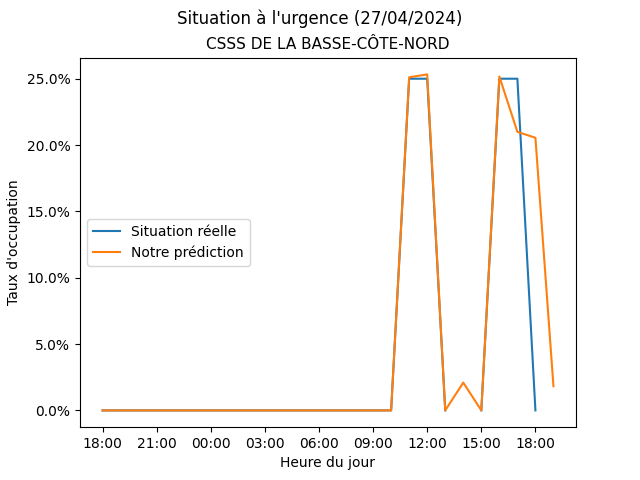 Situation à l'urgence (27/04/2024)
CSSS DE LA BASSE-CÔTE-NORD
25.0%
20.0%
15.0%
10.0%
5.0%
0.0%
Taux d'occupation
Situation réelle
Notre prédiction
18:00 21:00 00:00 03:00 06:00 09:00 12:00 15:00 18:00
Heure du jour